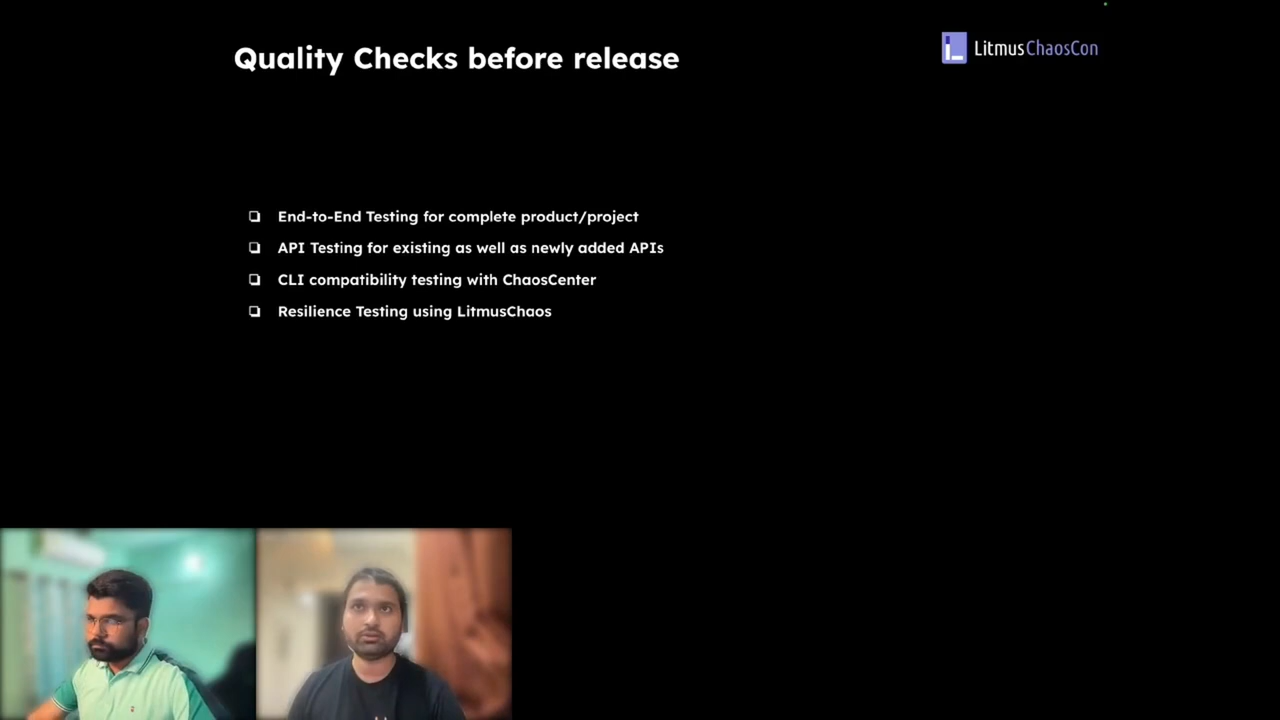 Quality Checks before release
LitmusChaosCon
End-to-End Testing for complete product/project
API Testing for existing as well as newly added APIs
CLI compatibility testing with ChaosCenter
Resilience Testing using LitmusChaos